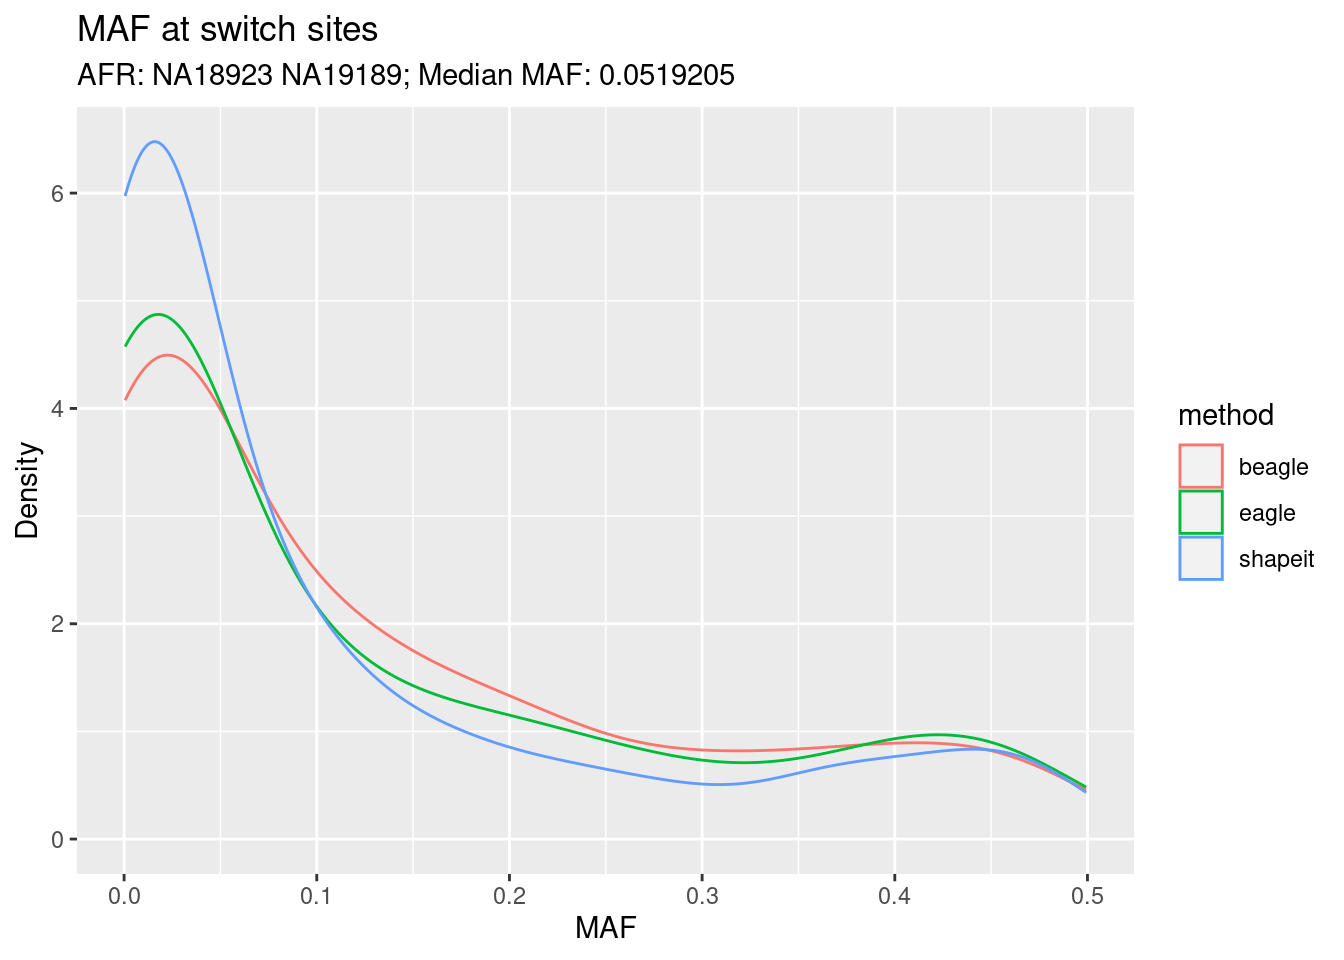 MAF at switch sites
AFR: NA18923 NA19189; Median MAF: 0.0519205
Density
6
4
2
0
0.0 0.1 0.2 0.3 0.4 0.5
MAF
method
beagle
eagle
shapeit